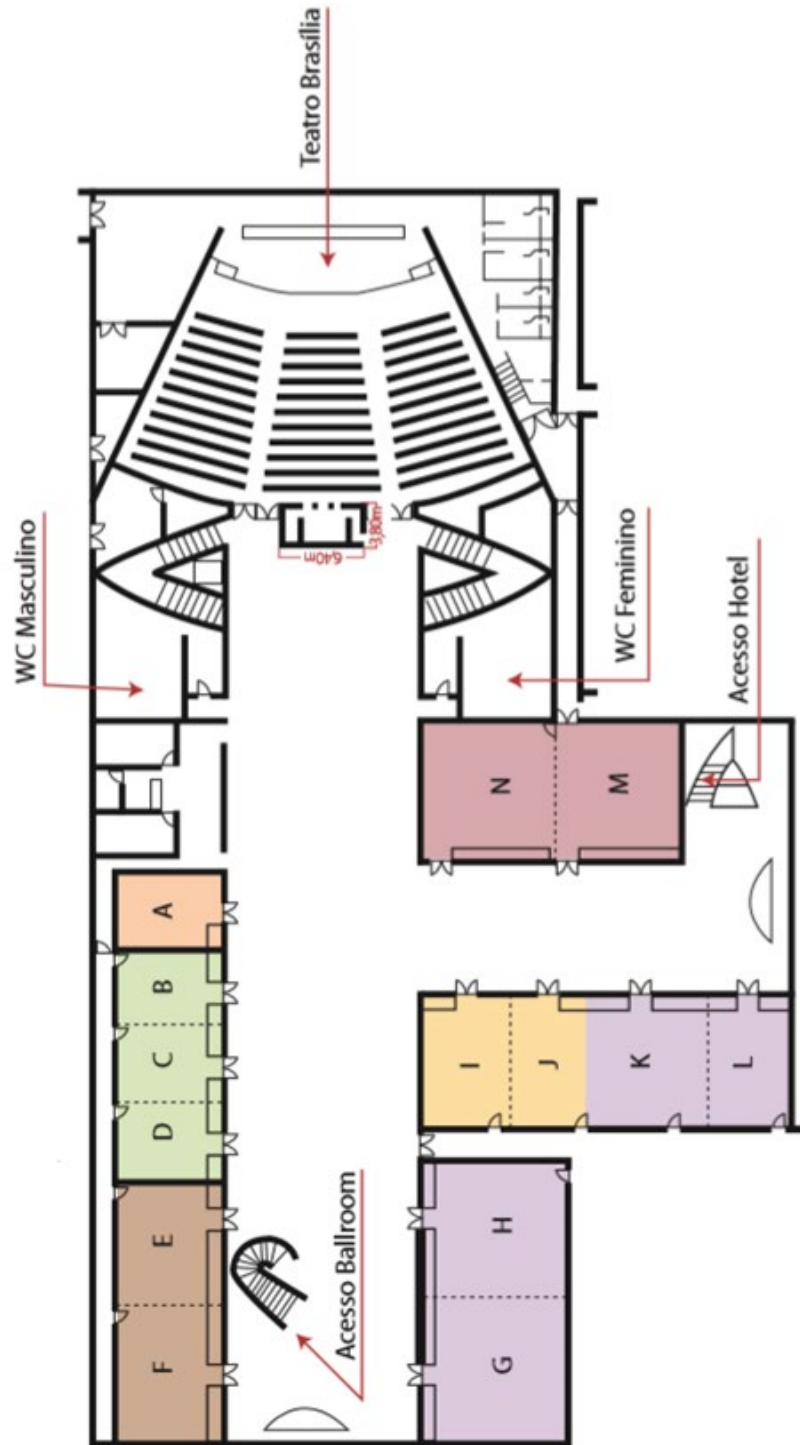 Teatro Brasília
WC Masculino
6,40m
3,80m
WC Feminino
Acesso Hotel
N
M
A
B
C
D
E
F
I
J
K
L
Acesso Ballroom
H
G